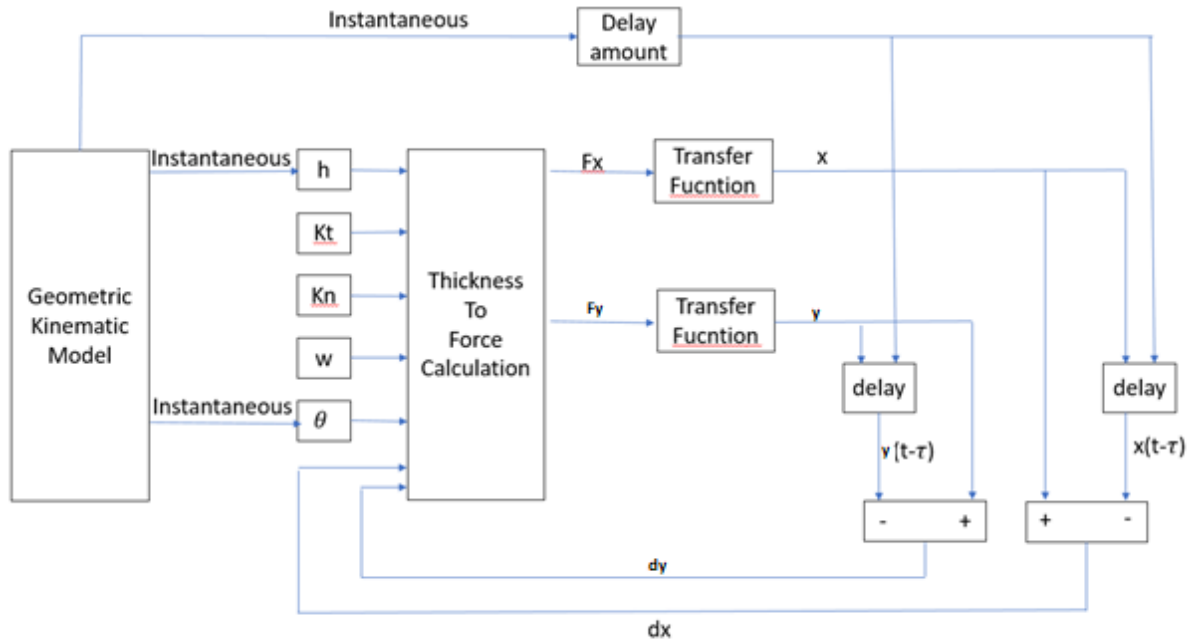 Instantaneous
Delay
amount
Instantaneous
h
Fx
Transfer
Fucntion
x
Kt
Geometric
Kinematic
Model
Kn
Thickness
To
Force
Calculation
Fy
Transfer
Fucntion
y
w
delay
delay
Instantaneous
θ
y (t-τ)
x(t-τ)
- +
+ -
dy
dx